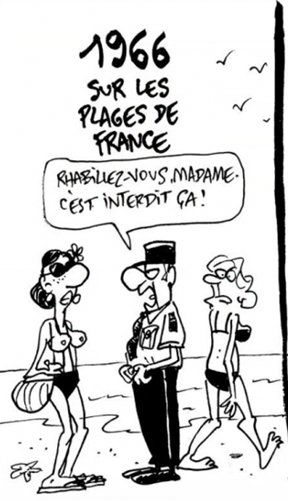 1966
SUR LES
PLAGES DE
FRANCE
RHABILLEZ-VOUS, MADAME.
C'EST INTERDIT ÇA!